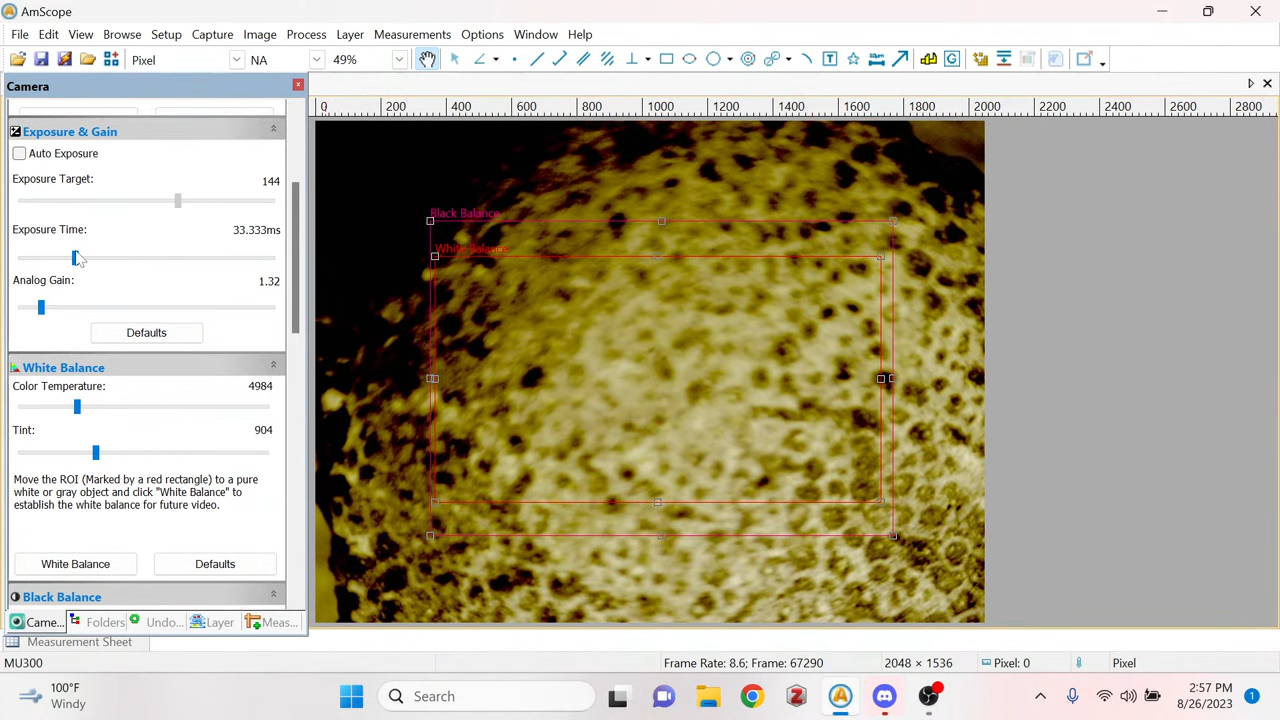 AmScope
File Edit View Browse Setup Capture Image Process Layer Measurements Options Window Help
Pixel NA 49%
Camera
0 200 400 600 800 1000 1200 1400 1600 1800 2000 2200 2400 2600 2800
Exposure & Gain
Auto Exposure
Exposure Target: 144
Exposure Time: 33.333ms
Analog Gain: 1.32
Defaults
White Balance
Color Temperature: 4984
Tint: 904
Move the ROI (Marked by a red rectangle) to a pure
white or gray object and click "White Balance" to
establish the white balance for future video.
White Balance Defaults
Black Balance
Black Balance
White Balance
Came... Folders Undo... Layer Meas...
Measurement Sheet
MU300 Frame Rate: 8.6; Frame: 67290 2048 × 1536 Pixel: 0 Pixel
100°F
Windy
Search
2:57 PM
8/26/2023
1